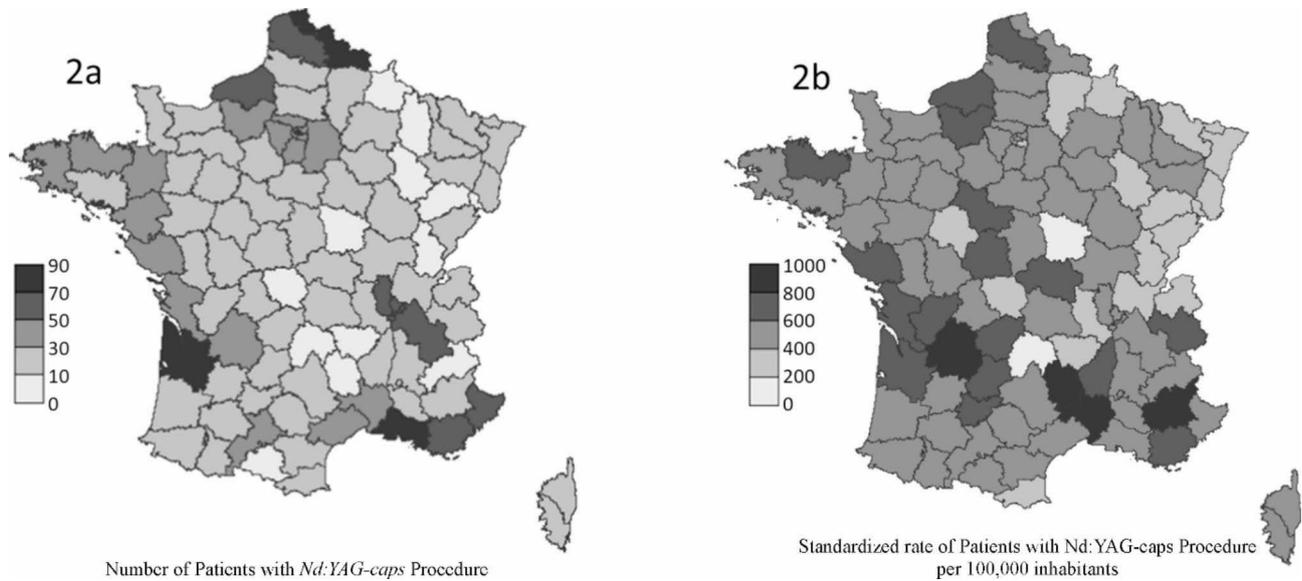 2a
90
70
50
30
10
0
Number of Patients with Nd:YAG-caps Procedure
2b
1000
800
600
400
200
0
Standardized rate of Patients with Nd:YAG-caps Procedure
per 100,000 inhabitants